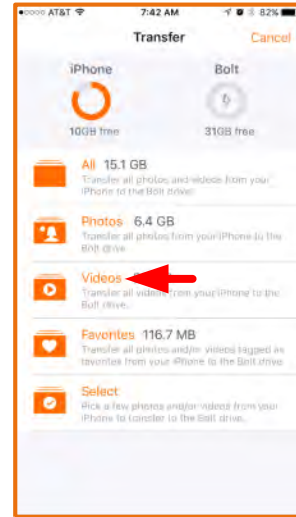 AT&T 7:42 AM 82%
Transfer Cancel
iPhone Bolt
10GB free 31GB free
All 15.1 GB
Transfer all photos and videos from your
iPhone to the Bolt drive.
Photos 6.4 GB
Transfer all photos from your iPhone to the
Bolt drive.
Videos
Transfer all videos from your iPhone to the
Bolt drive.
Favorites 116.7 MB
Transfer all photos and/or videos tagged as
favorites from your iPhone to the Bolt drive.
Select
Pick a few photos and/or videos from your
iPhone to transfer to the Bolt drive.